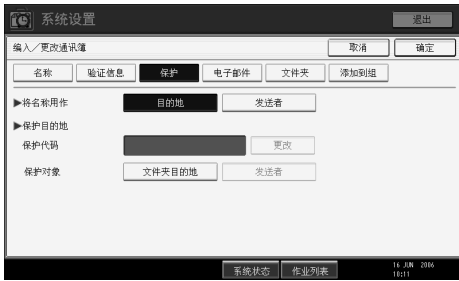 系统设置 退出
编入／更改通讯簿 取消 确定
名称 验证信息 保护 电子邮件 文件夹 添加到组
▶将名称用作 目的地 发送者
▶保护目的地
保护代码 更改
保护对象 文件夹目的地 发送者
系统状态 作业列表 16 JUN 2006
10:11